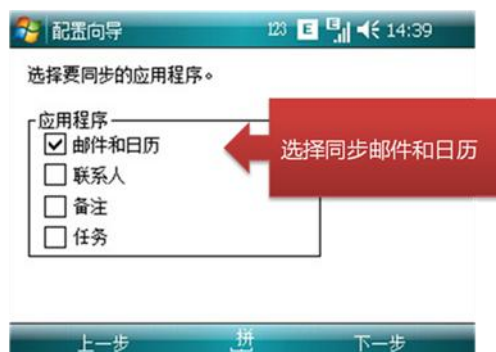 配置向导 123 E E 14:39
选择要同步的应用程序。
应用程序
邮件和日历
选择同步邮件和日历
联系人
备注
任务
上一步 拼 下一步